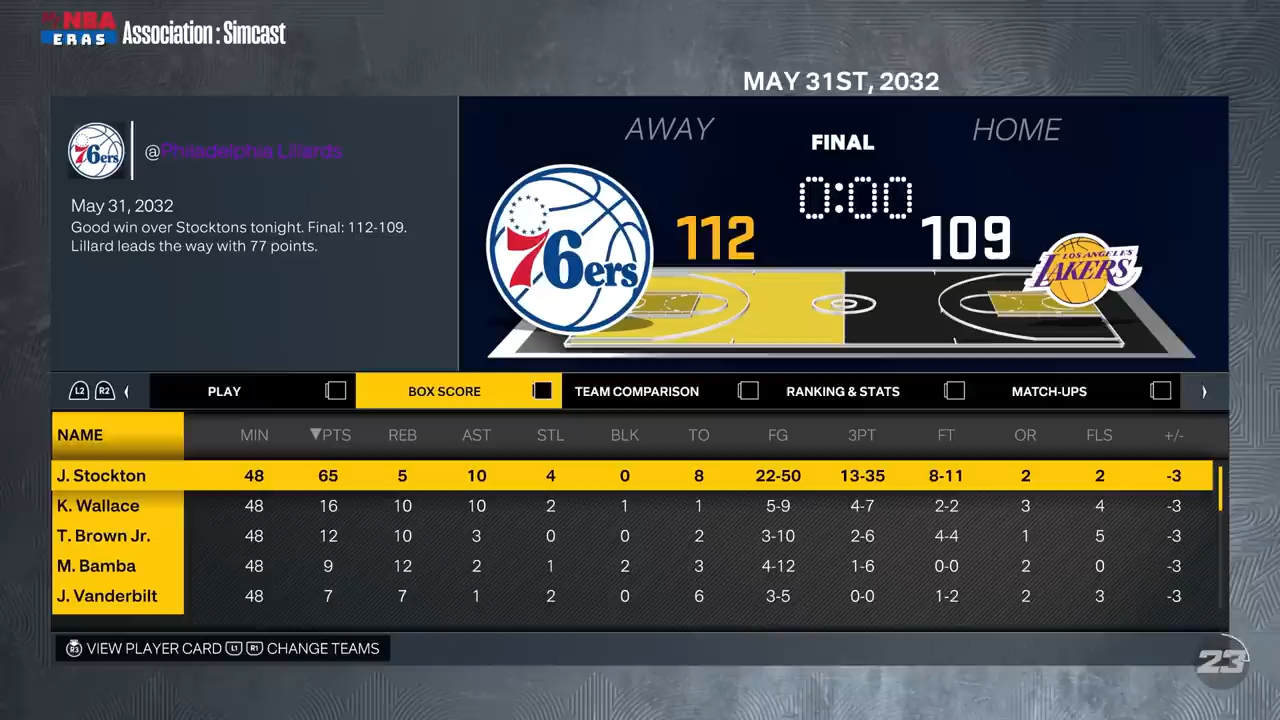 MyNBA ERAS Association : Simcast
MAY 31ST, 2032
76ers @Philadelphia Lillards
May 31, 2032
Good win over Stocktons tonight. Final: 112-109.
Lillard leads the way with 77 points.
AWAY FINAL HOME
0:00
76ers 112 109 LOS ANGELES LAKERS
L2 R2 PLAY BOX SCORE TEAM COMPARISON RANKING & STATS MATCH-UPS
NAME MIN ▼PTS REB AST STL BLK TO FG 3PT FT OR FLS +/-
J. Stockton 48 65 5 10 4 0 8 22-50 13-35 8-11 2 2 -3
K. Wallace 48 16 10 10 2 1 1 5-9 4-7 2-2 3 4 -3
T. Brown Jr. 48 12 10 3 0 0 2 3-10 2-6 4-4 1 5 -3
M. Bamba 48 9 12 2 1 2 3 4-12 1-6 0-0 2 0 -3
J. Vanderbilt 48 7 7 1 2 0 6 3-5 0-0 1-2 2 3 -3
R3 VIEW PLAYER CARD L1 R1 CHANGE TEAMS
23